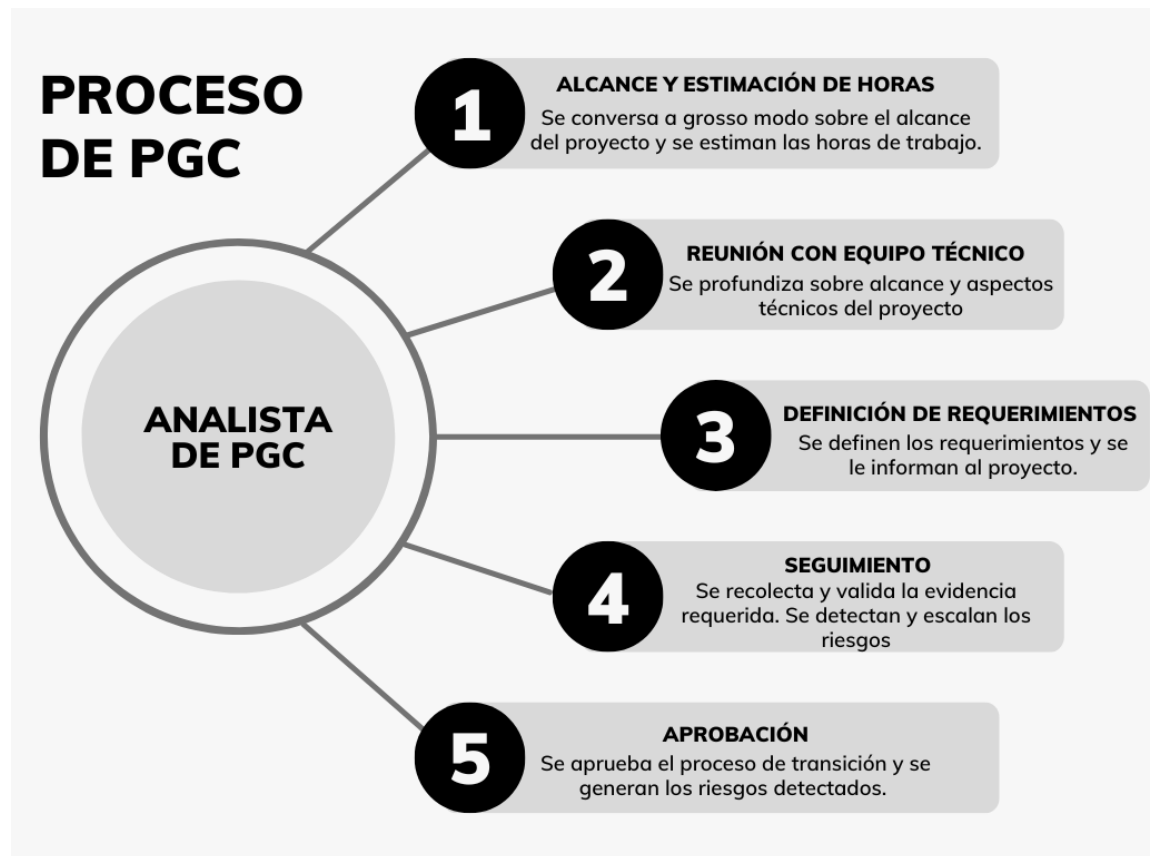 PROCESO
DE PGC
ANALISTA
DE PGC
1
ALCANCE Y ESTIMACIÓN DE HORAS
Se conversa a grosso modo sobre el alcance
del proyecto y se estiman las horas de trabajo.
2
REUNIÓN CON EQUIPO TÉCNICO
Se profundiza sobre alcance y aspectos
técnicos del proyecto
3
DEFINICIÓN DE REQUERIMIENTOS
Se definen los requerimientos y se
le informan al proyecto.
4
SEGUIMIENTO
Se recolecta y valida la evidencia
requerida. Se detectan y escalan los
riesgos
5
APROBACIÓN
Se aprueba el proceso de transición y se
generan los riesgos detectados.